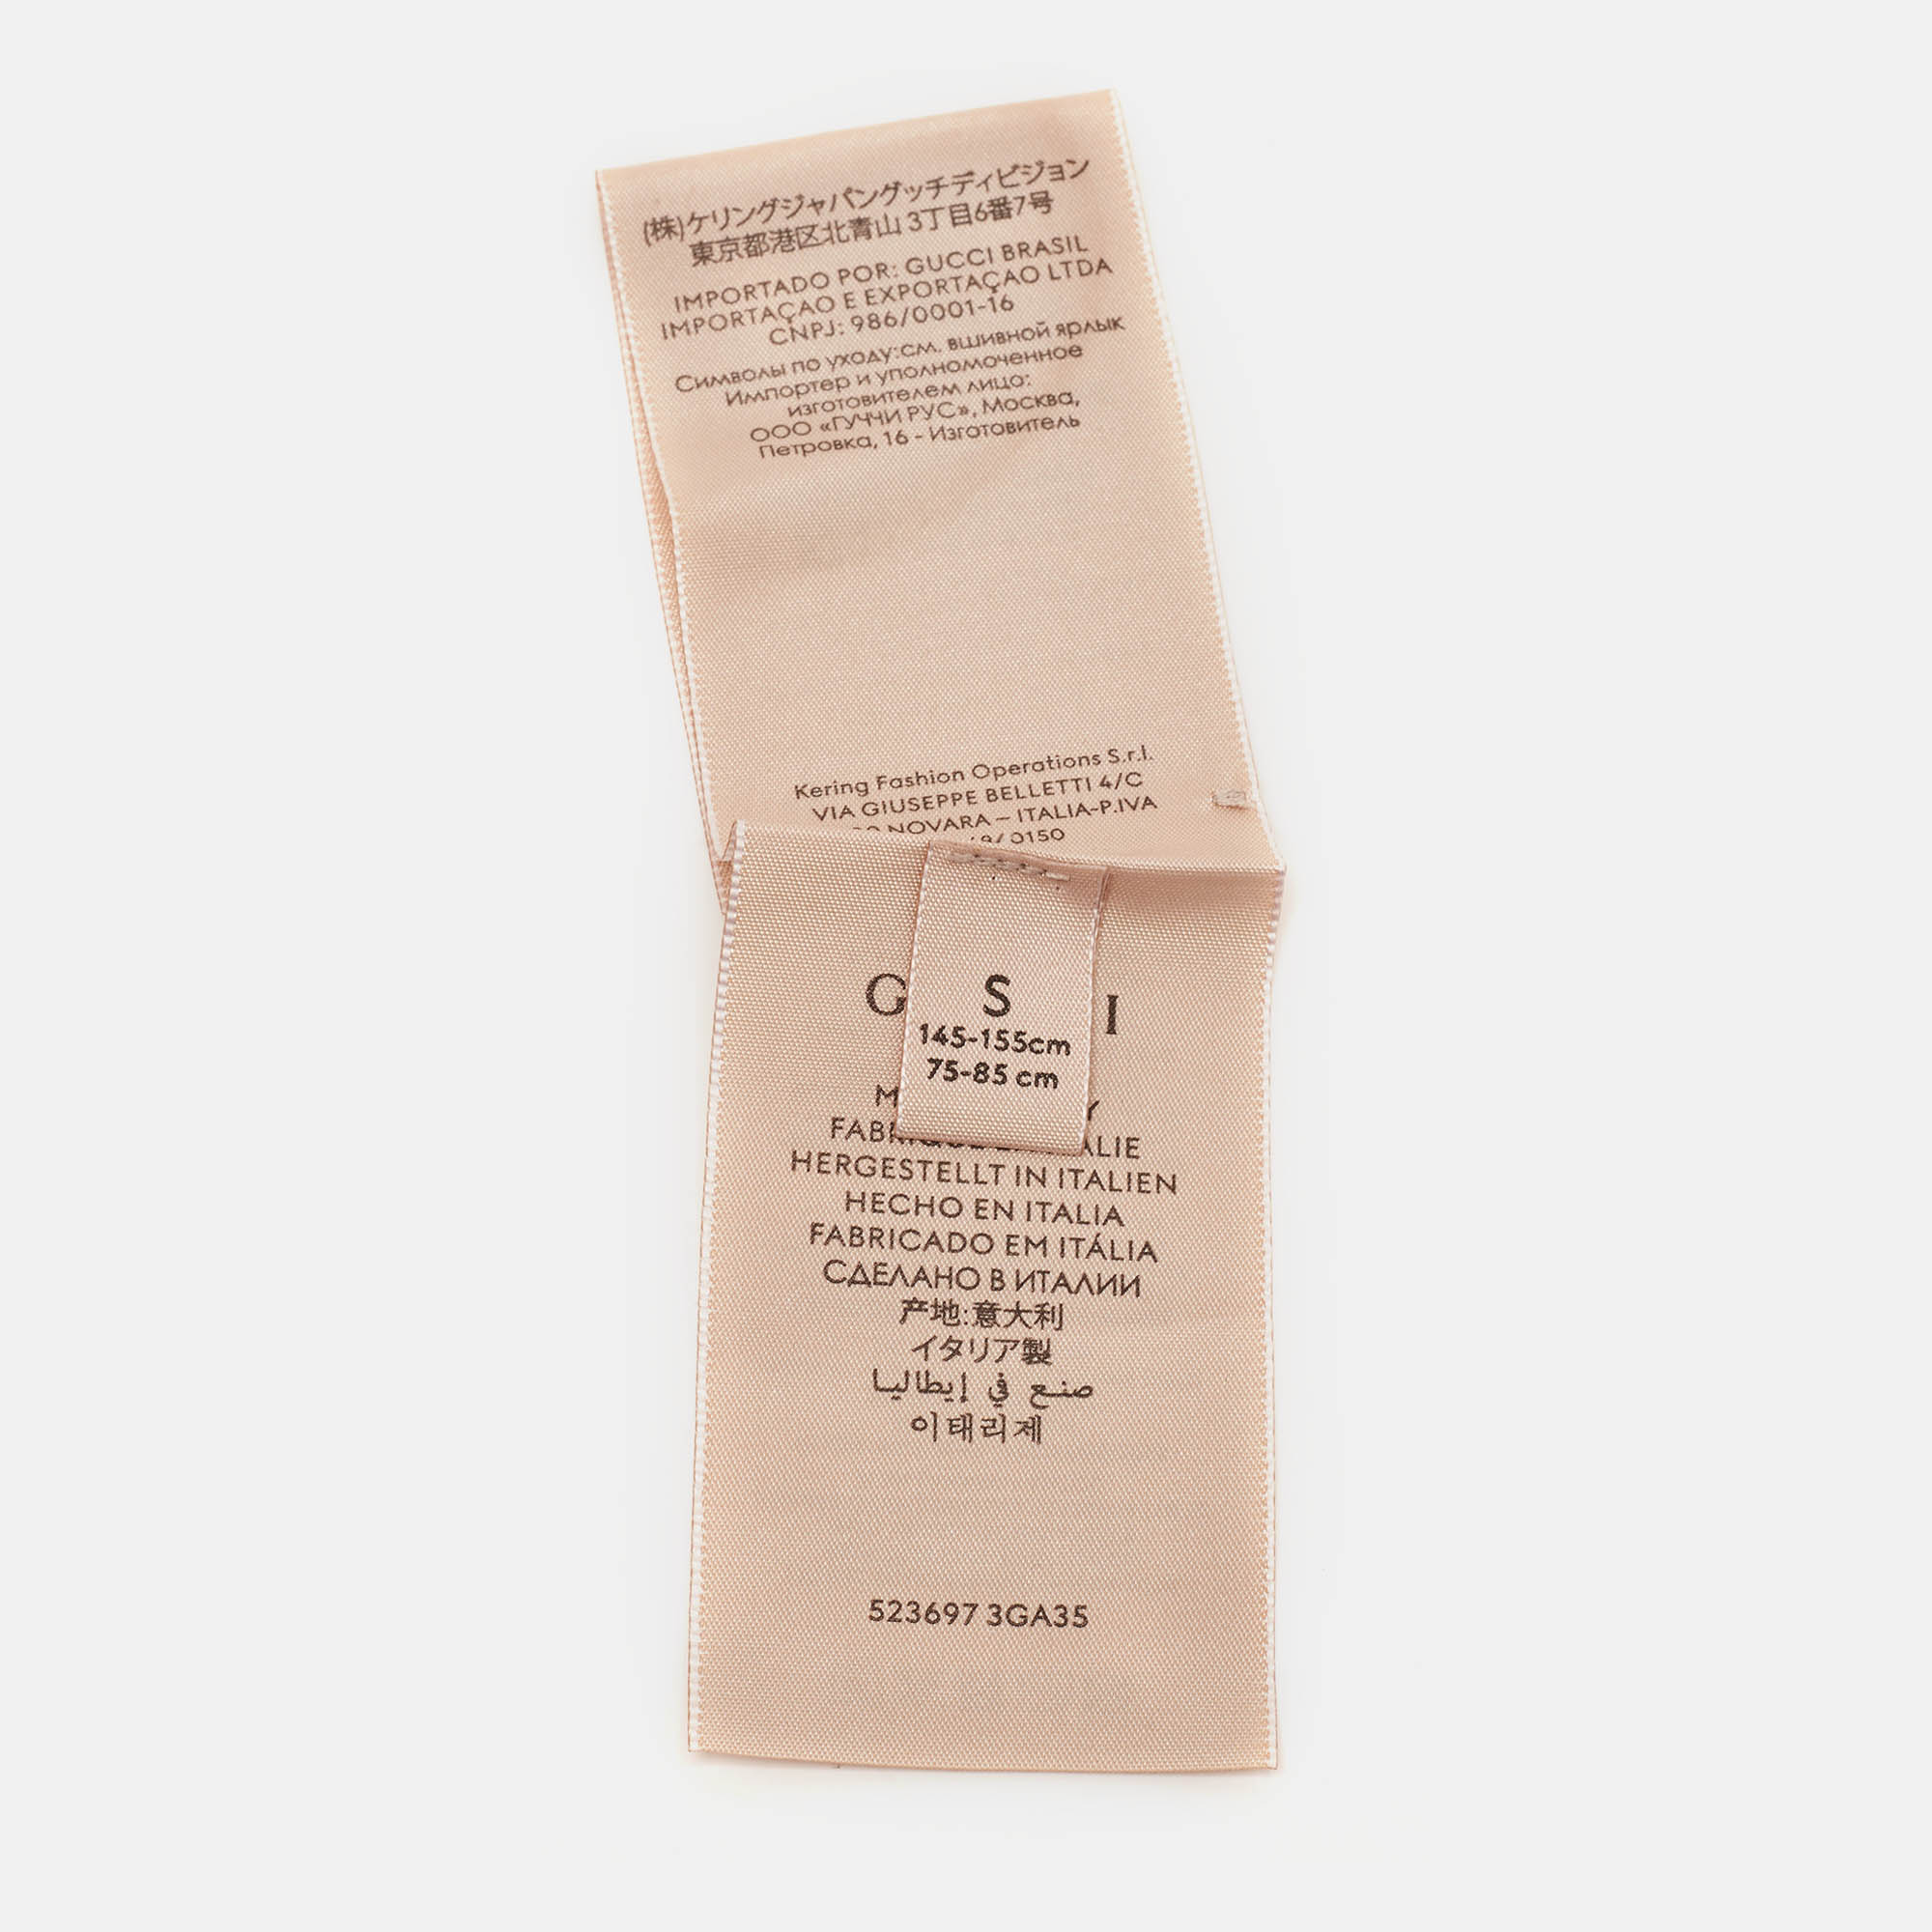 (株)ケリングジャパングッチディビジョン
東京都港区北青山3丁目6番7号
IMPORTADO POR: GUCCI BRASIL
IMPORTAÇAO E EXPORTAÇAO LTDA
CNPJ: 986/0001-16
Символы по уходу:см. вшивной ярлык
Импортер и уполномоченное
изготовителем лицо:
ООО «ГУЧЧИ РУС», Москва,
Петровка, 16 - Изготовитель
Kering Fashion Operations S.r.l.
VIA GIUSEPPE BELLETTI 4/C
NOVARA – ITALIA-P.IVA
S
145-155cm
75-85 cm
HERGESTELLT IN ITALIEN
HECHO EN ITALIA
FABRICADO EM ITÁLIA
СДЕЛАНО В ИТАЛИИ
产地:意大利
イタリア製
صنع في إيطاليا
이태리제
523697 3GA35